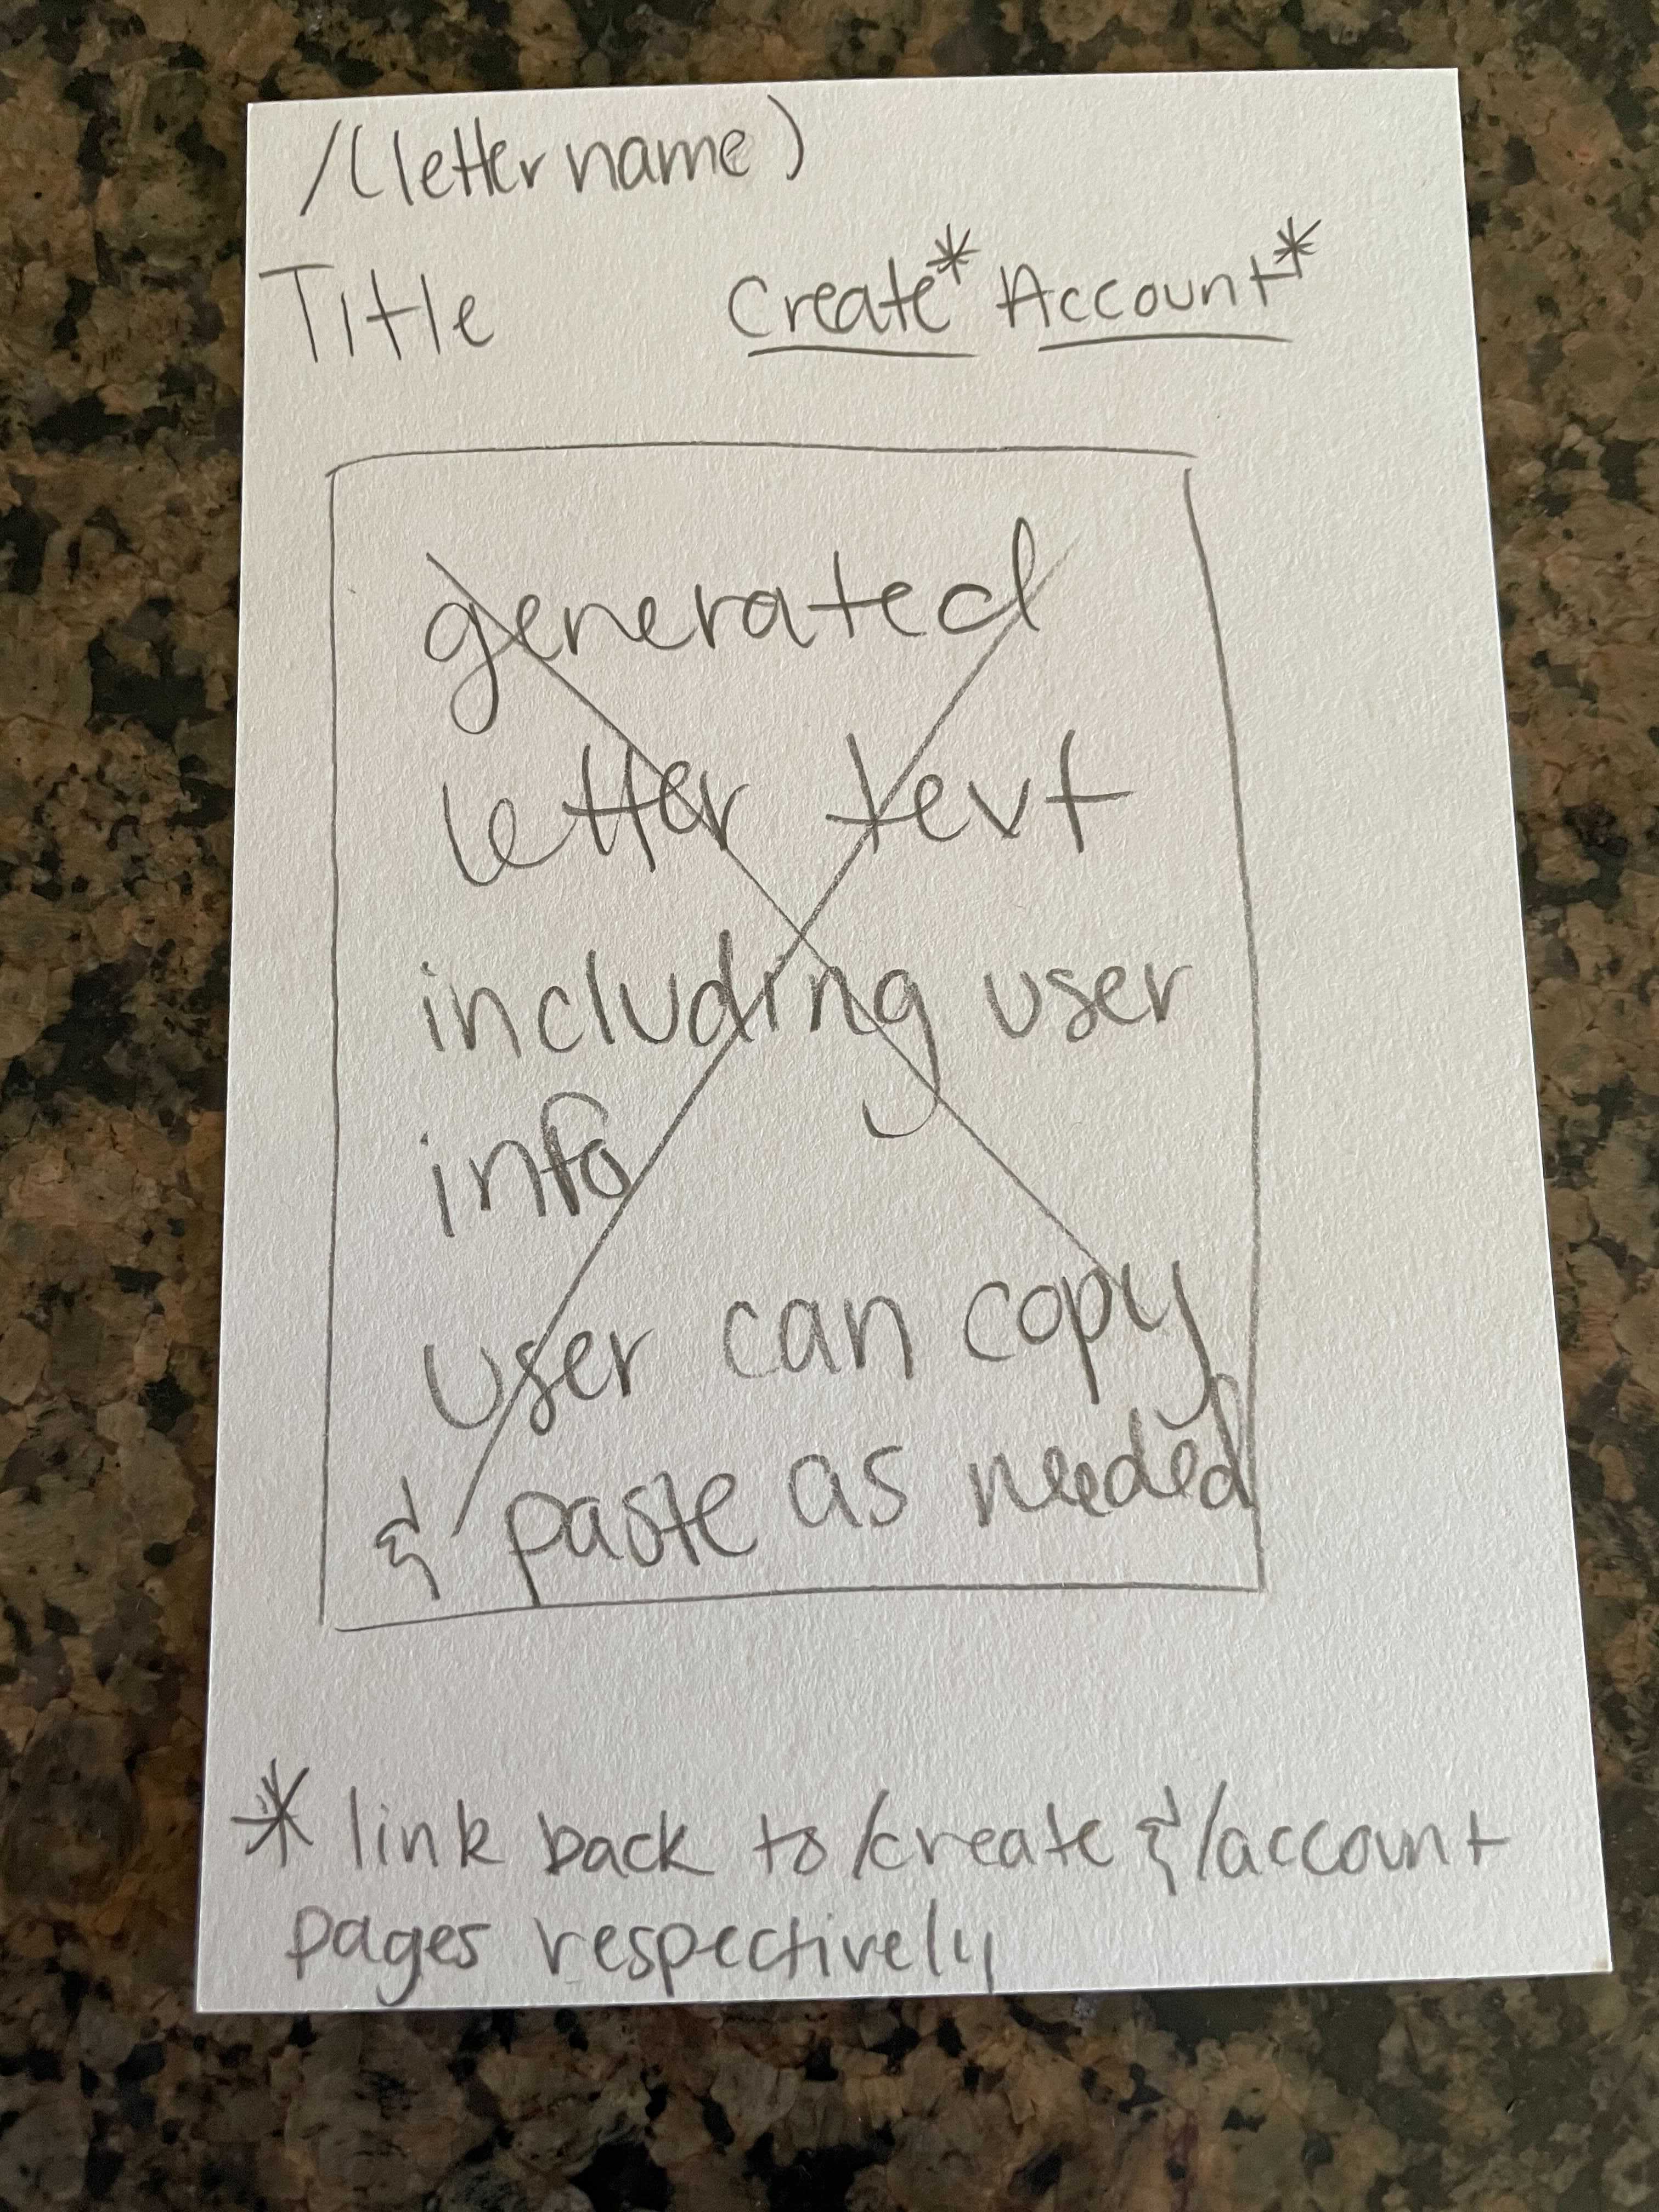 /(letter name)
Title Create* Account*
generated
letter text
including user
info
User can copy
& paste as needed
* link back to /create & /account
pages respectively